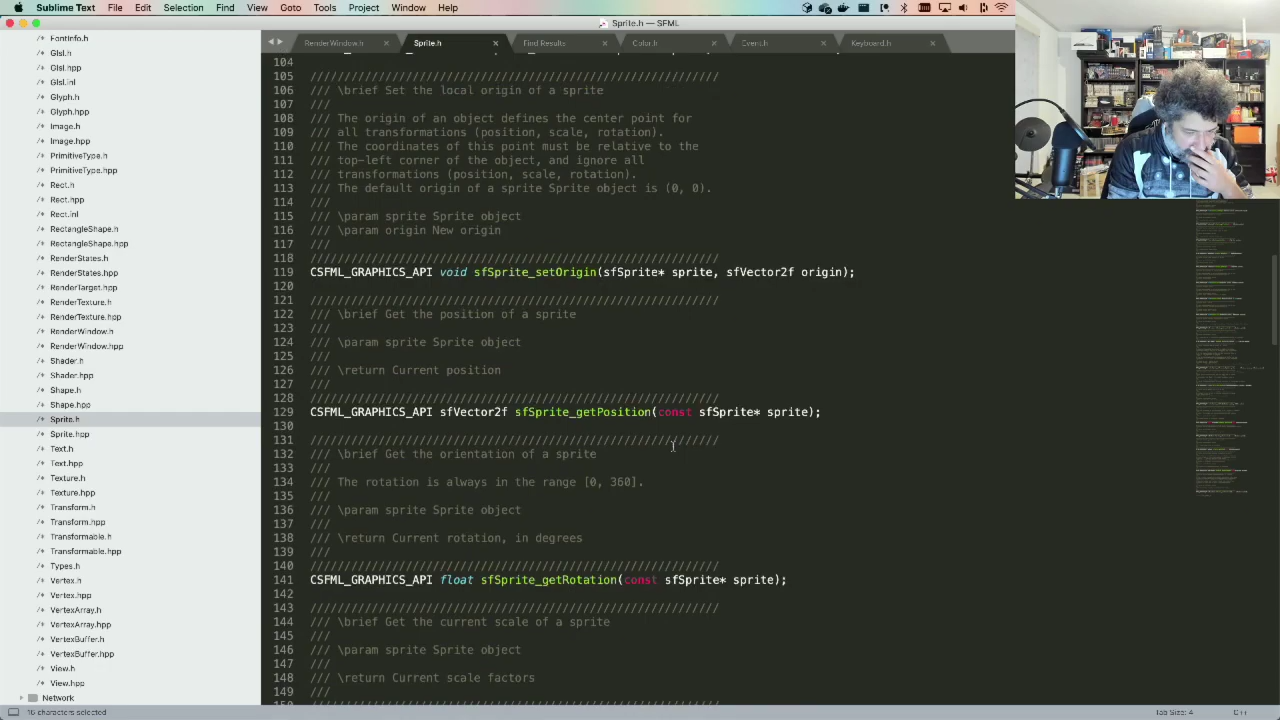 Sublime Text File Edit Selection Find View Goto Tools Project Window Help
Sprite.h — SFML
RenderWindow.h Sprite.h Find Results Color.h Event.h Keyboard.h
FontInfo.h
Glsl.h
Glsl.hpp
Glsl.inl
Glyph.h
Glyph.hpp
Image.h
Image.hpp
PrimitiveType.h
PrimitiveType.hpp
Rect.h
Rect.hpp
Rect.inl
RectangleShape.h
RectangleShape.hpp
RenderStates.h
RenderStates.hpp
RenderTarget.hpp
RenderTexture.h
RenderTexture.hpp
RenderWindow.h
RenderWindow.hpp
Shader.h
Shader.hpp
Shape.h
Shape.hpp
Sprite.h
Sprite.hpp
Text.h
Text.hpp
Texture.h
Texture.hpp
Transform.h
Transform.hpp
Transformable.h
Transformable.hpp
Types.h
Vertex.h
Vertex.hpp
VertexArray.h
VertexArray.hpp
VertexBuffer.h
VertexBuffer.hpp
View.h
View.hpp
Network
104
105 ////////////////////////////////////////////////////////////
106 /// \brief Set the local origin of a sprite
107 ///
108 /// The origin of an object defines the center point for
109 /// all transformations (position, scale, rotation).
110 /// The coordinates of this point must be relative to the
111 /// top-left corner of the object, and ignore all
112 /// transformations (position, scale, rotation).
113 /// The default origin of a sprite Sprite object is (0, 0).
114 ///
115 /// \param sprite Sprite object
116 /// \param origin New origin
117 ///
118 ////////////////////////////////////////////////////////////
119 CSFML_GRAPHICS_API void sfSprite_setOrigin(sfSprite* sprite, sfVector2f origin);
120
121 ////////////////////////////////////////////////////////////
122 /// \brief Get the position of a sprite
123 ///
124 /// \param sprite Sprite object
125 ///
126 /// \return Current position
127 ///
128 ////////////////////////////////////////////////////////////
129 CSFML_GRAPHICS_API sfVector2f sfSprite_getPosition(const sfSprite* sprite);
130
131 ////////////////////////////////////////////////////////////
132 /// \brief Get the orientation of a sprite
133 ///
134 /// The rotation is always in the range [0, 360].
135 ///
136 /// \param sprite Sprite object
137 ///
138 /// \return Current rotation, in degrees
139 ///
140 ////////////////////////////////////////////////////////////
141 CSFML_GRAPHICS_API float sfSprite_getRotation(const sfSprite* sprite);
142
143 ////////////////////////////////////////////////////////////
144 /// \brief Get the current scale of a sprite
145 ///
146 /// \param sprite Sprite object
147 ///
148 /// \return Current scale factors
149 ///
16 characters selected Tab Size: 4 C++